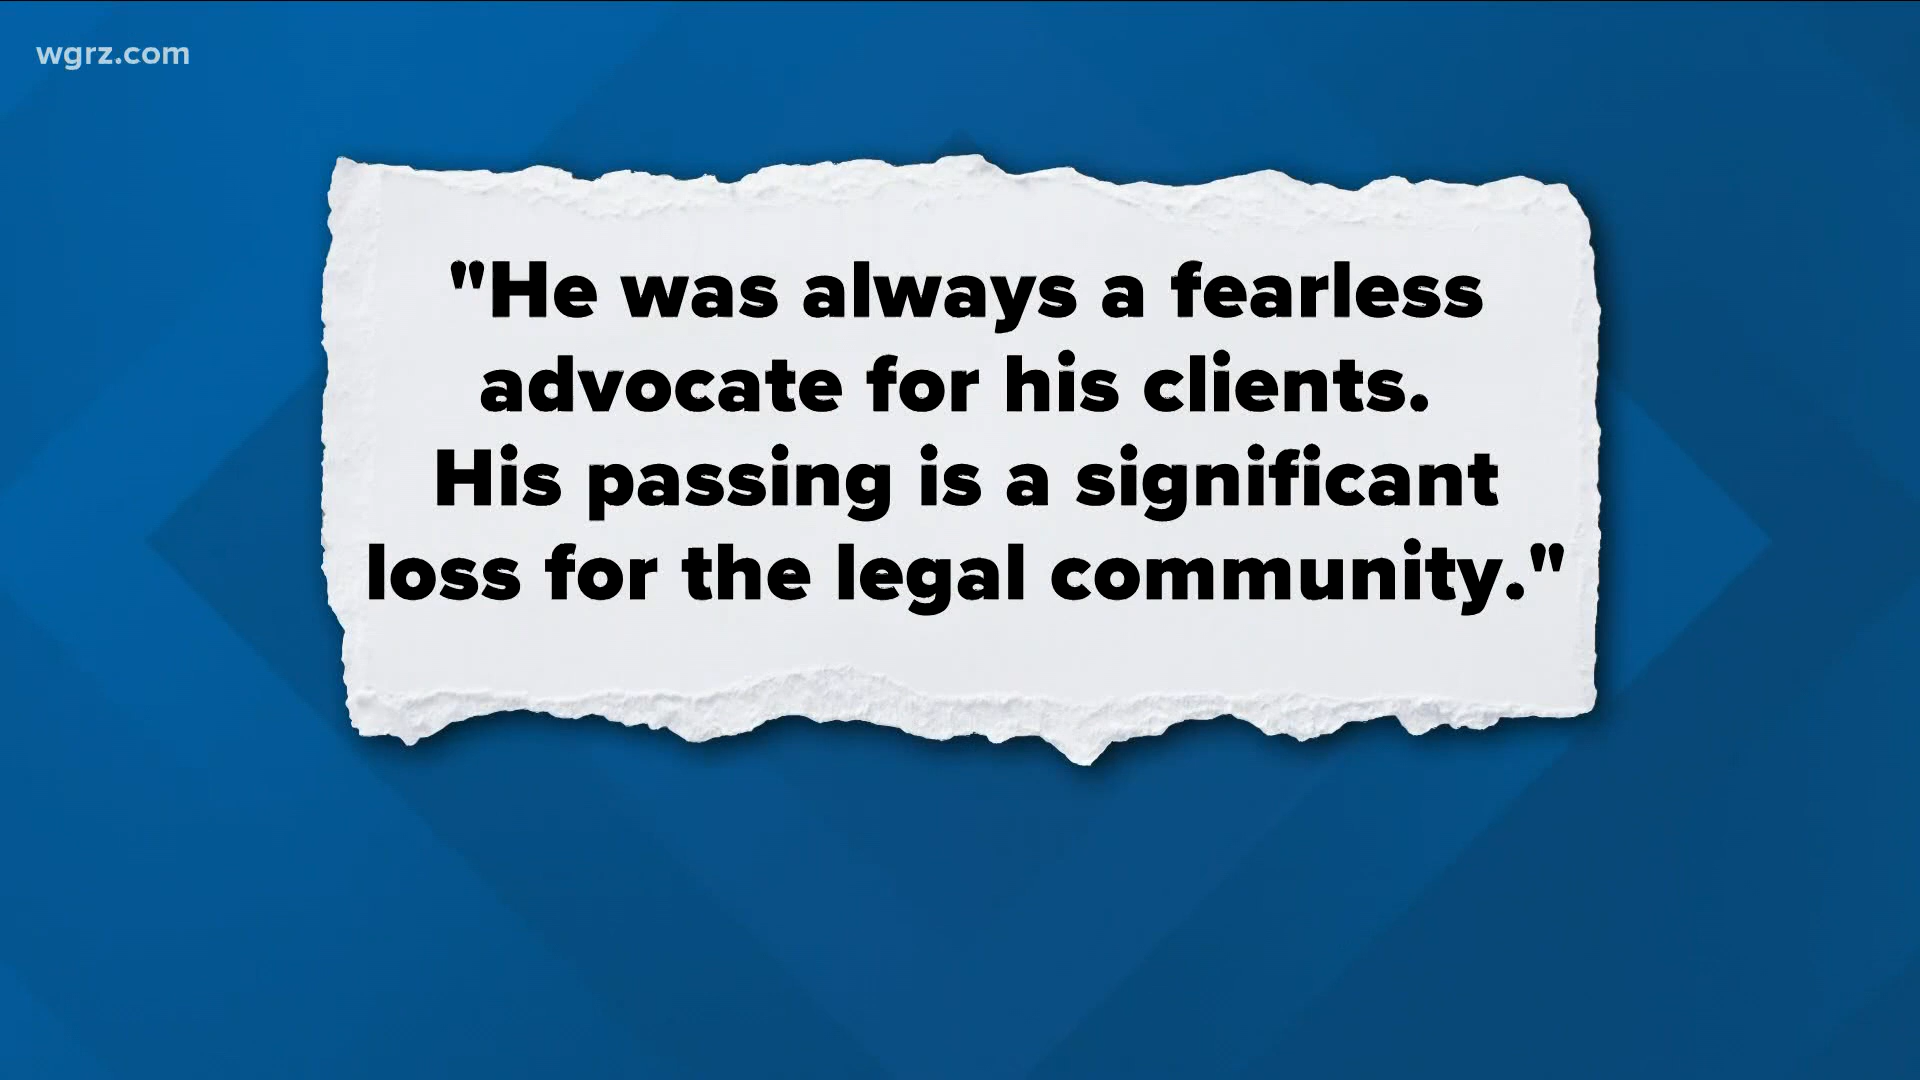 wgrz.com
"He was always a fearless
advocate for his clients.
His passing is a significant
loss for the legal community."